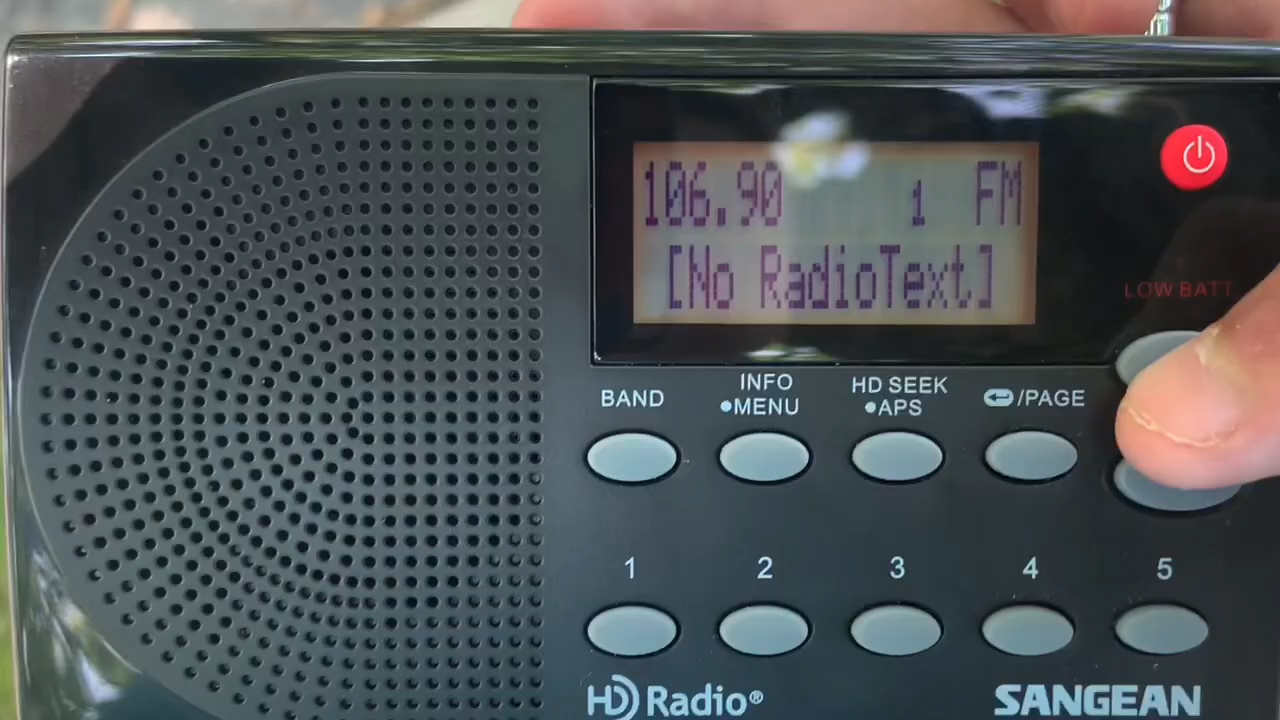 106.90 1 FM
[No RadioText]
LOW BATT
BAND
INFO
●MENU
HD SEEK
●APS
/PAGE
1 2 3 4 5
HD Radio®
SANGEAN